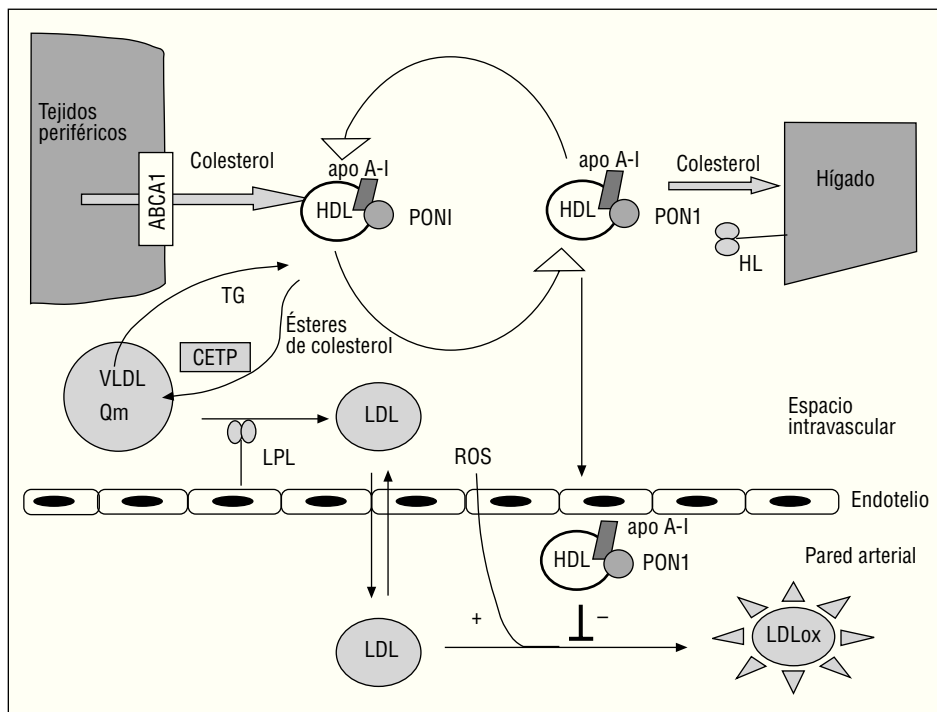 Tejidos
periféricos
ABCA1
Colesterol
apo A-I
HDL
PONI
apo A-I
HDL
PON1
Colesterol
Hígado
HL
TG
Ésteres
de colesterol
CETP
VLDL
Qm
LDL
LPL
ROS
Espacio
intravascular
Endotelio
apo A-I
HDL
PON1
Pared arterial
LDL
+
–
LDLox